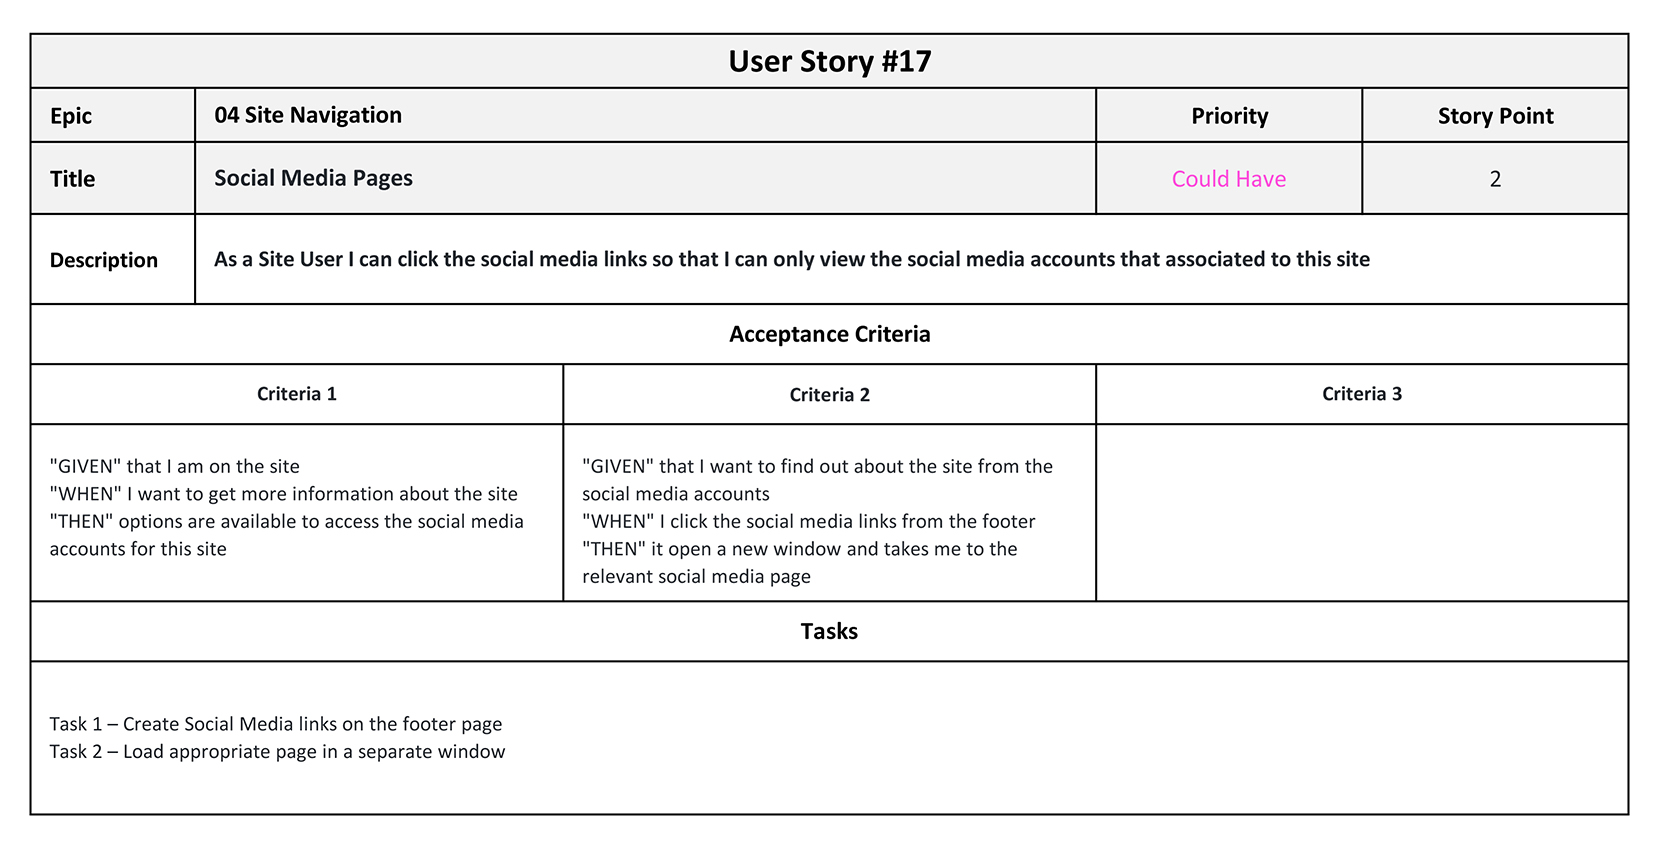 User Story #17
Epic
04 Site Navigation
Priority
Story Point
Title
Social Media Pages
Could Have
2
Description
As a Site User I can click the social media links so that I can only view the social media accounts that associated to this site
Acceptance Criteria
Criteria 1
Criteria 2
Criteria 3
"GIVEN" that I am on the site
"WHEN" I want to get more information about the site
"THEN" options are available to access the social media
accounts for this site
"GIVEN" that I want to find out about the site from the
social media accounts
"WHEN" I click the social media links from the footer
"THEN" it open a new window and takes me to the
relevant social media page
Tasks
Task 1 – Create Social Media links on the footer page
Task 2 – Load appropriate page in a separate window